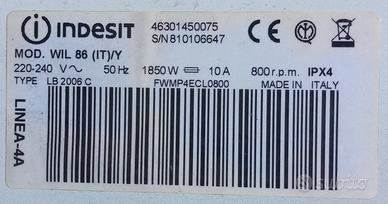 INDESIT
46301450075
S/N 810106647
MOD. WIL 86 (IT)/Y
220-240 V 50 Hz 1850 W 10 A 800 r.p.m. IPX4
TYPE LB 2006 C FWMP4ECL0800 MADE IN ITALY
LINEA-4A
subito